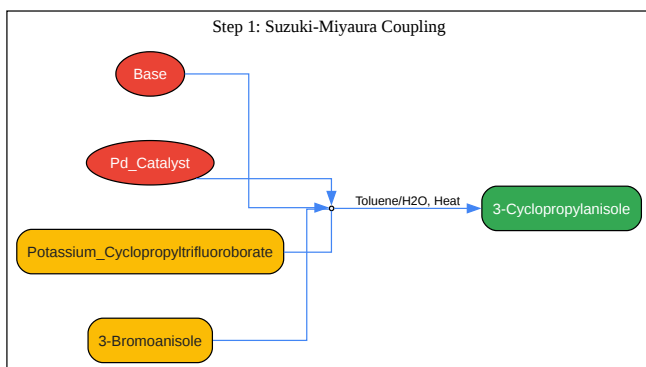 Step 1: Suzuki-Miyaura Coupling
Base
Pd_Catalyst
Toluene/H2O, Heat
3-Cyclopropylanisole
Potassium_Cyclopropyltrifluoroborate
3-Bromoanisole